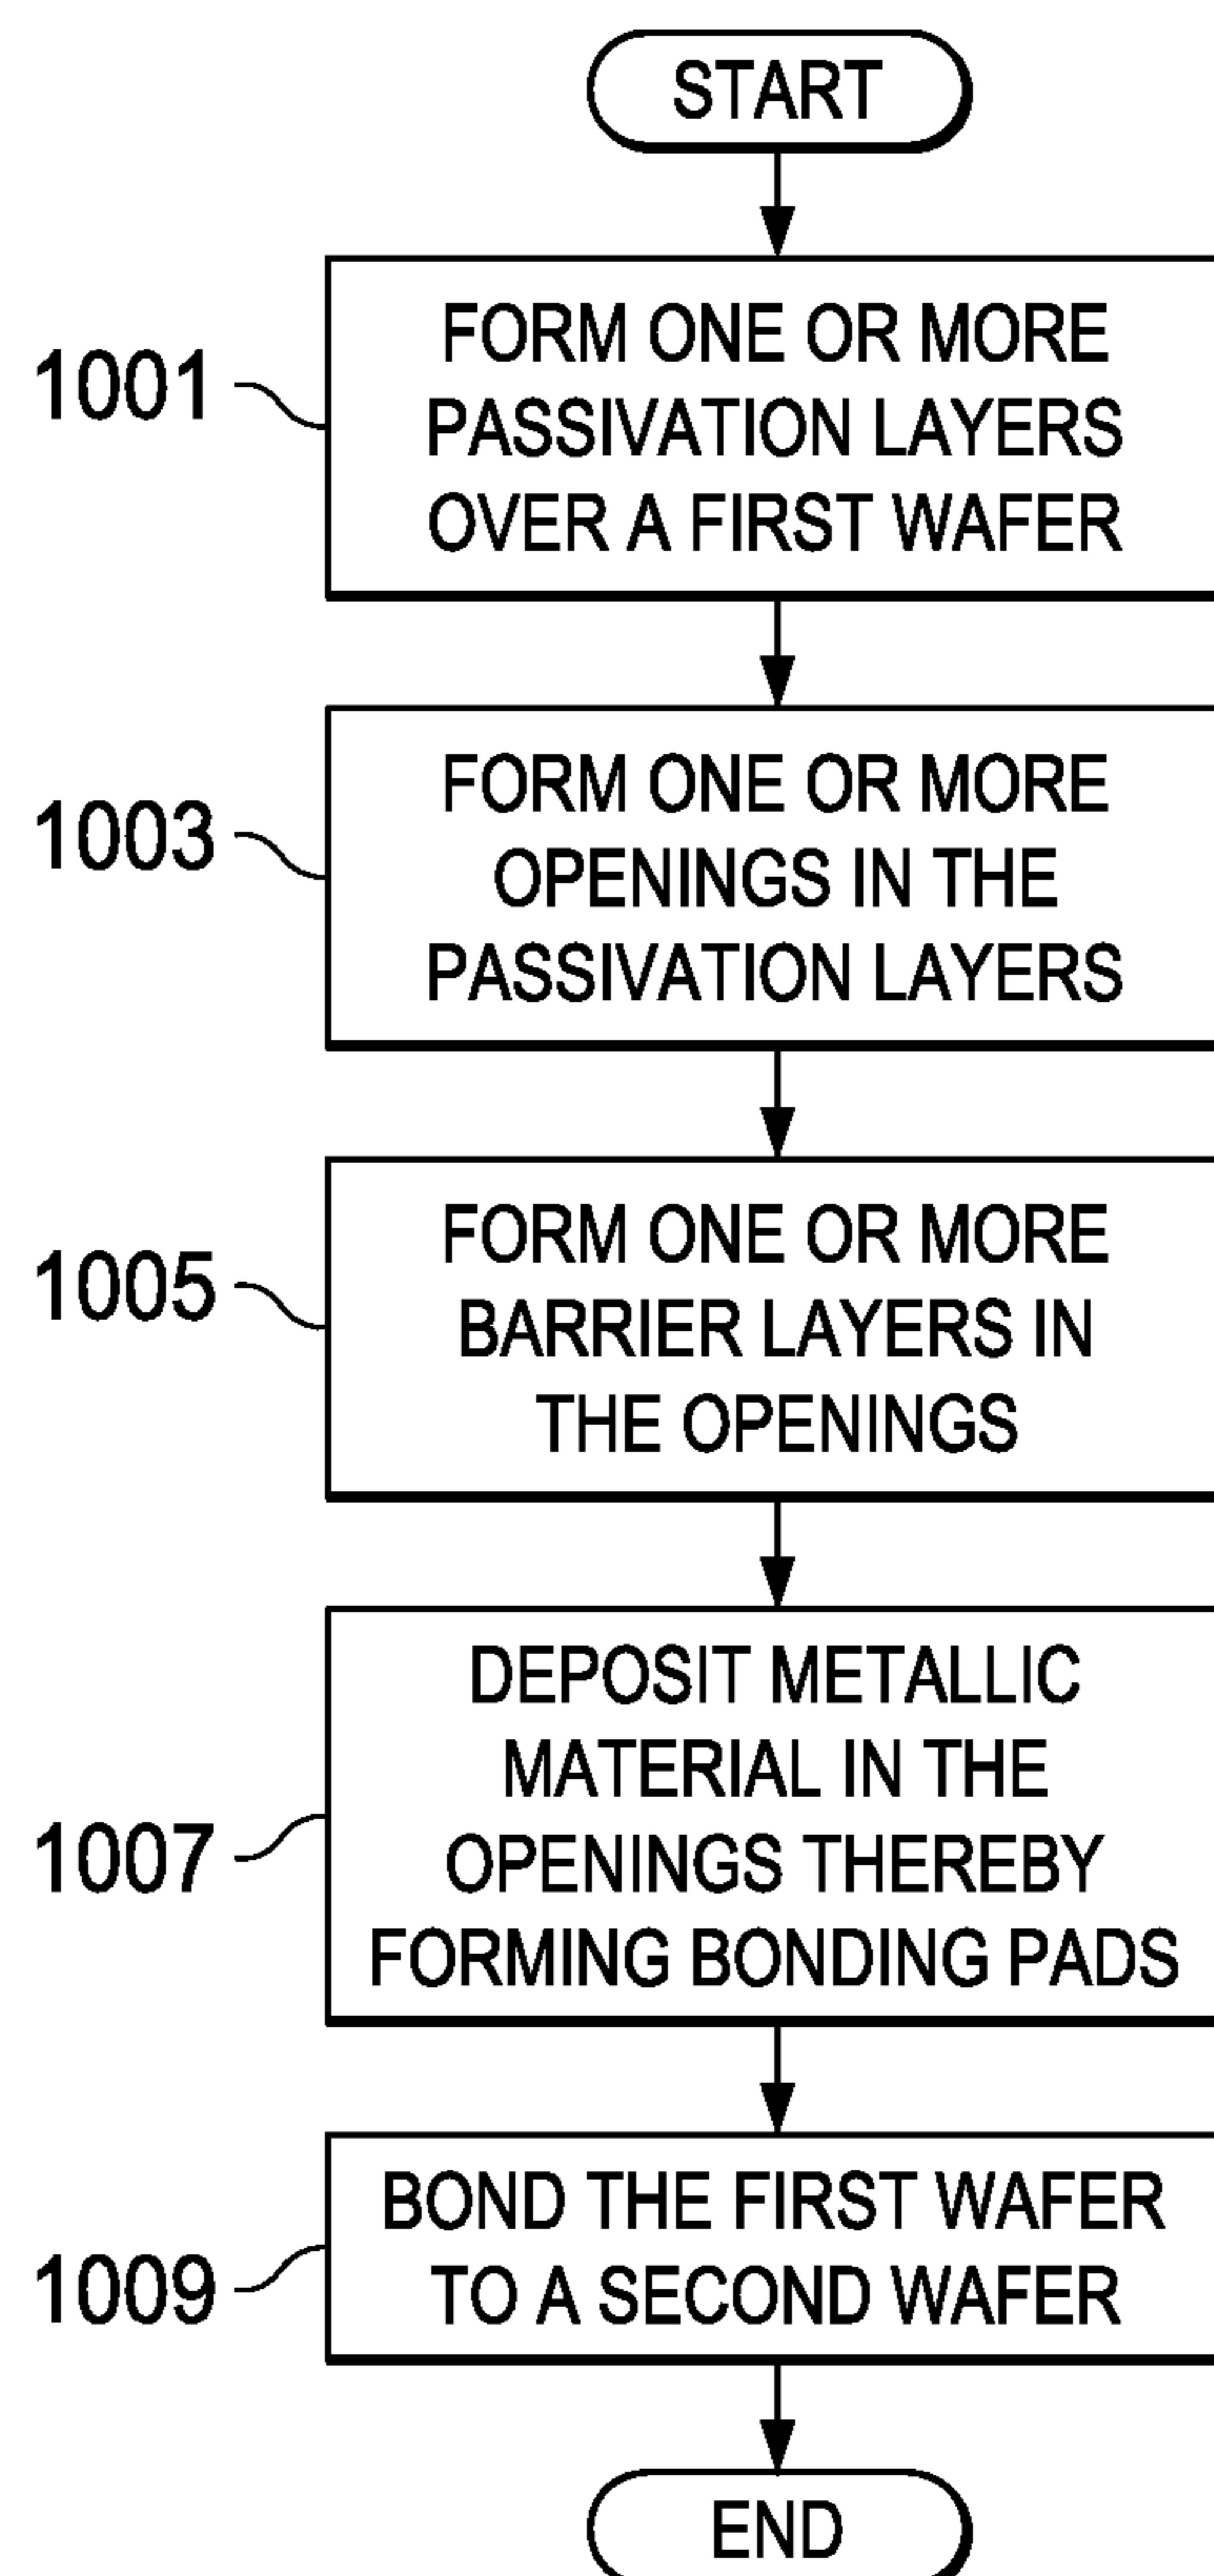 START
1001
FORM ONE OR MORE
PASSIVATION LAYERS
OVER A FIRST WAFER
1003
FORM ONE OR MORE
OPENINGS IN THE
PASSIVATION LAYERS
1005
FORM ONE OR MORE
BARRIER LAYERS IN
THE OPENINGS
1007
DEPOSIT METALLIC
MATERIAL IN THE
OPENINGS THEREBY
FORMING BONDING PADS
1009
BOND THE FIRST WAFER
TO A SECOND WAFER
END